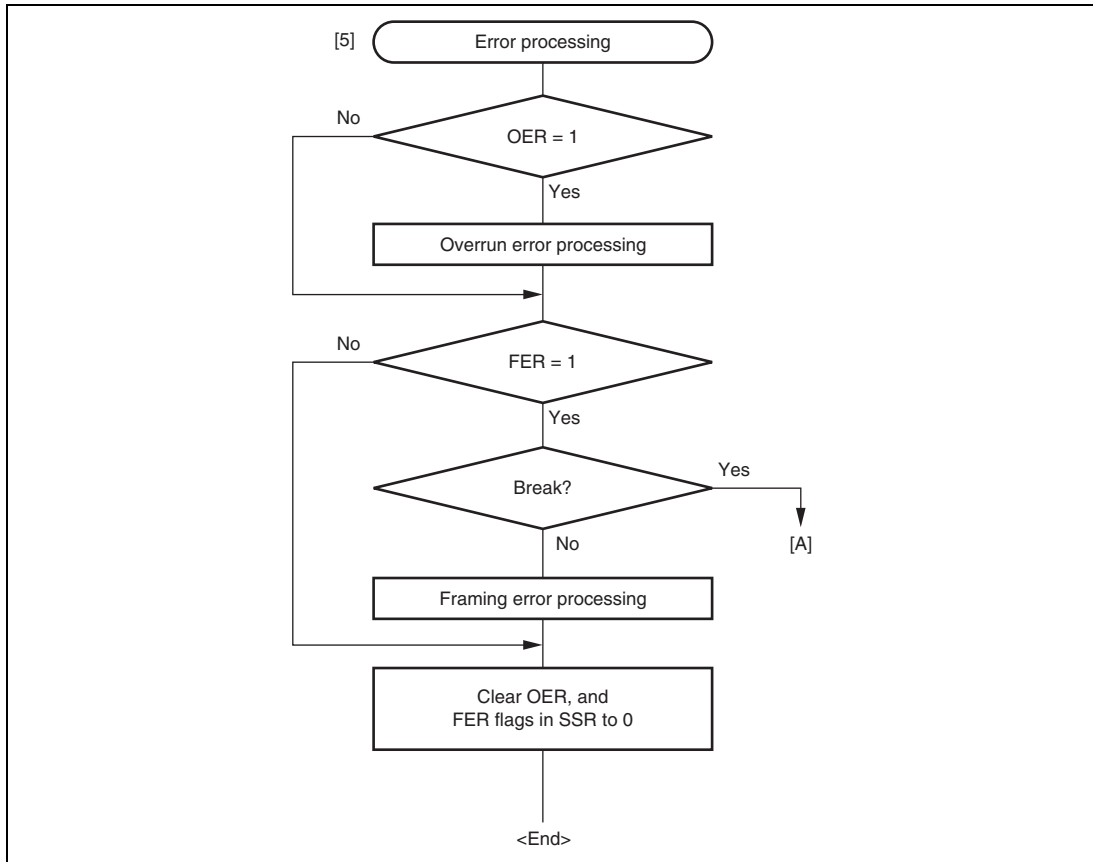 [5]
Error processing
No
OER = 1
Yes
Overrun error processing
No
FER = 1
Yes
Break?
Yes
No
[A]
Framing error processing
Clear OER, and
FER flags in SSR to 0
<End>